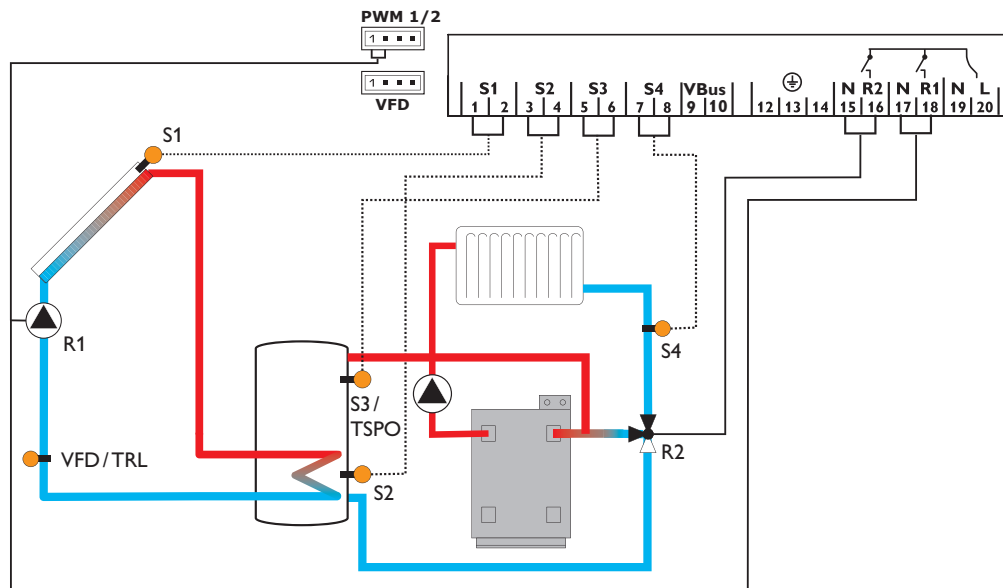 PWM 1/2
1
VFD
S1 S2 S3 S4 VBus N R2 N R1 N L
1 2 3 4 5 6 7 8 9 10 12 13 14 15 16 17 18 19 20
S1
R1
S4
S3 /
TSPO
R2
VFD / TRL
S2